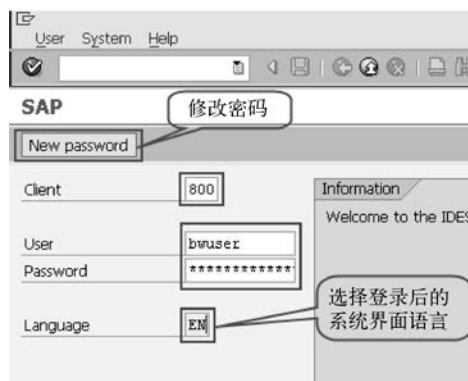 User System Help
SAP
修改密码
New password
Client 800
Information
Welcome to the IDES
User bwuser
Password ************
选择登录后的
系统界面语言
Language EN